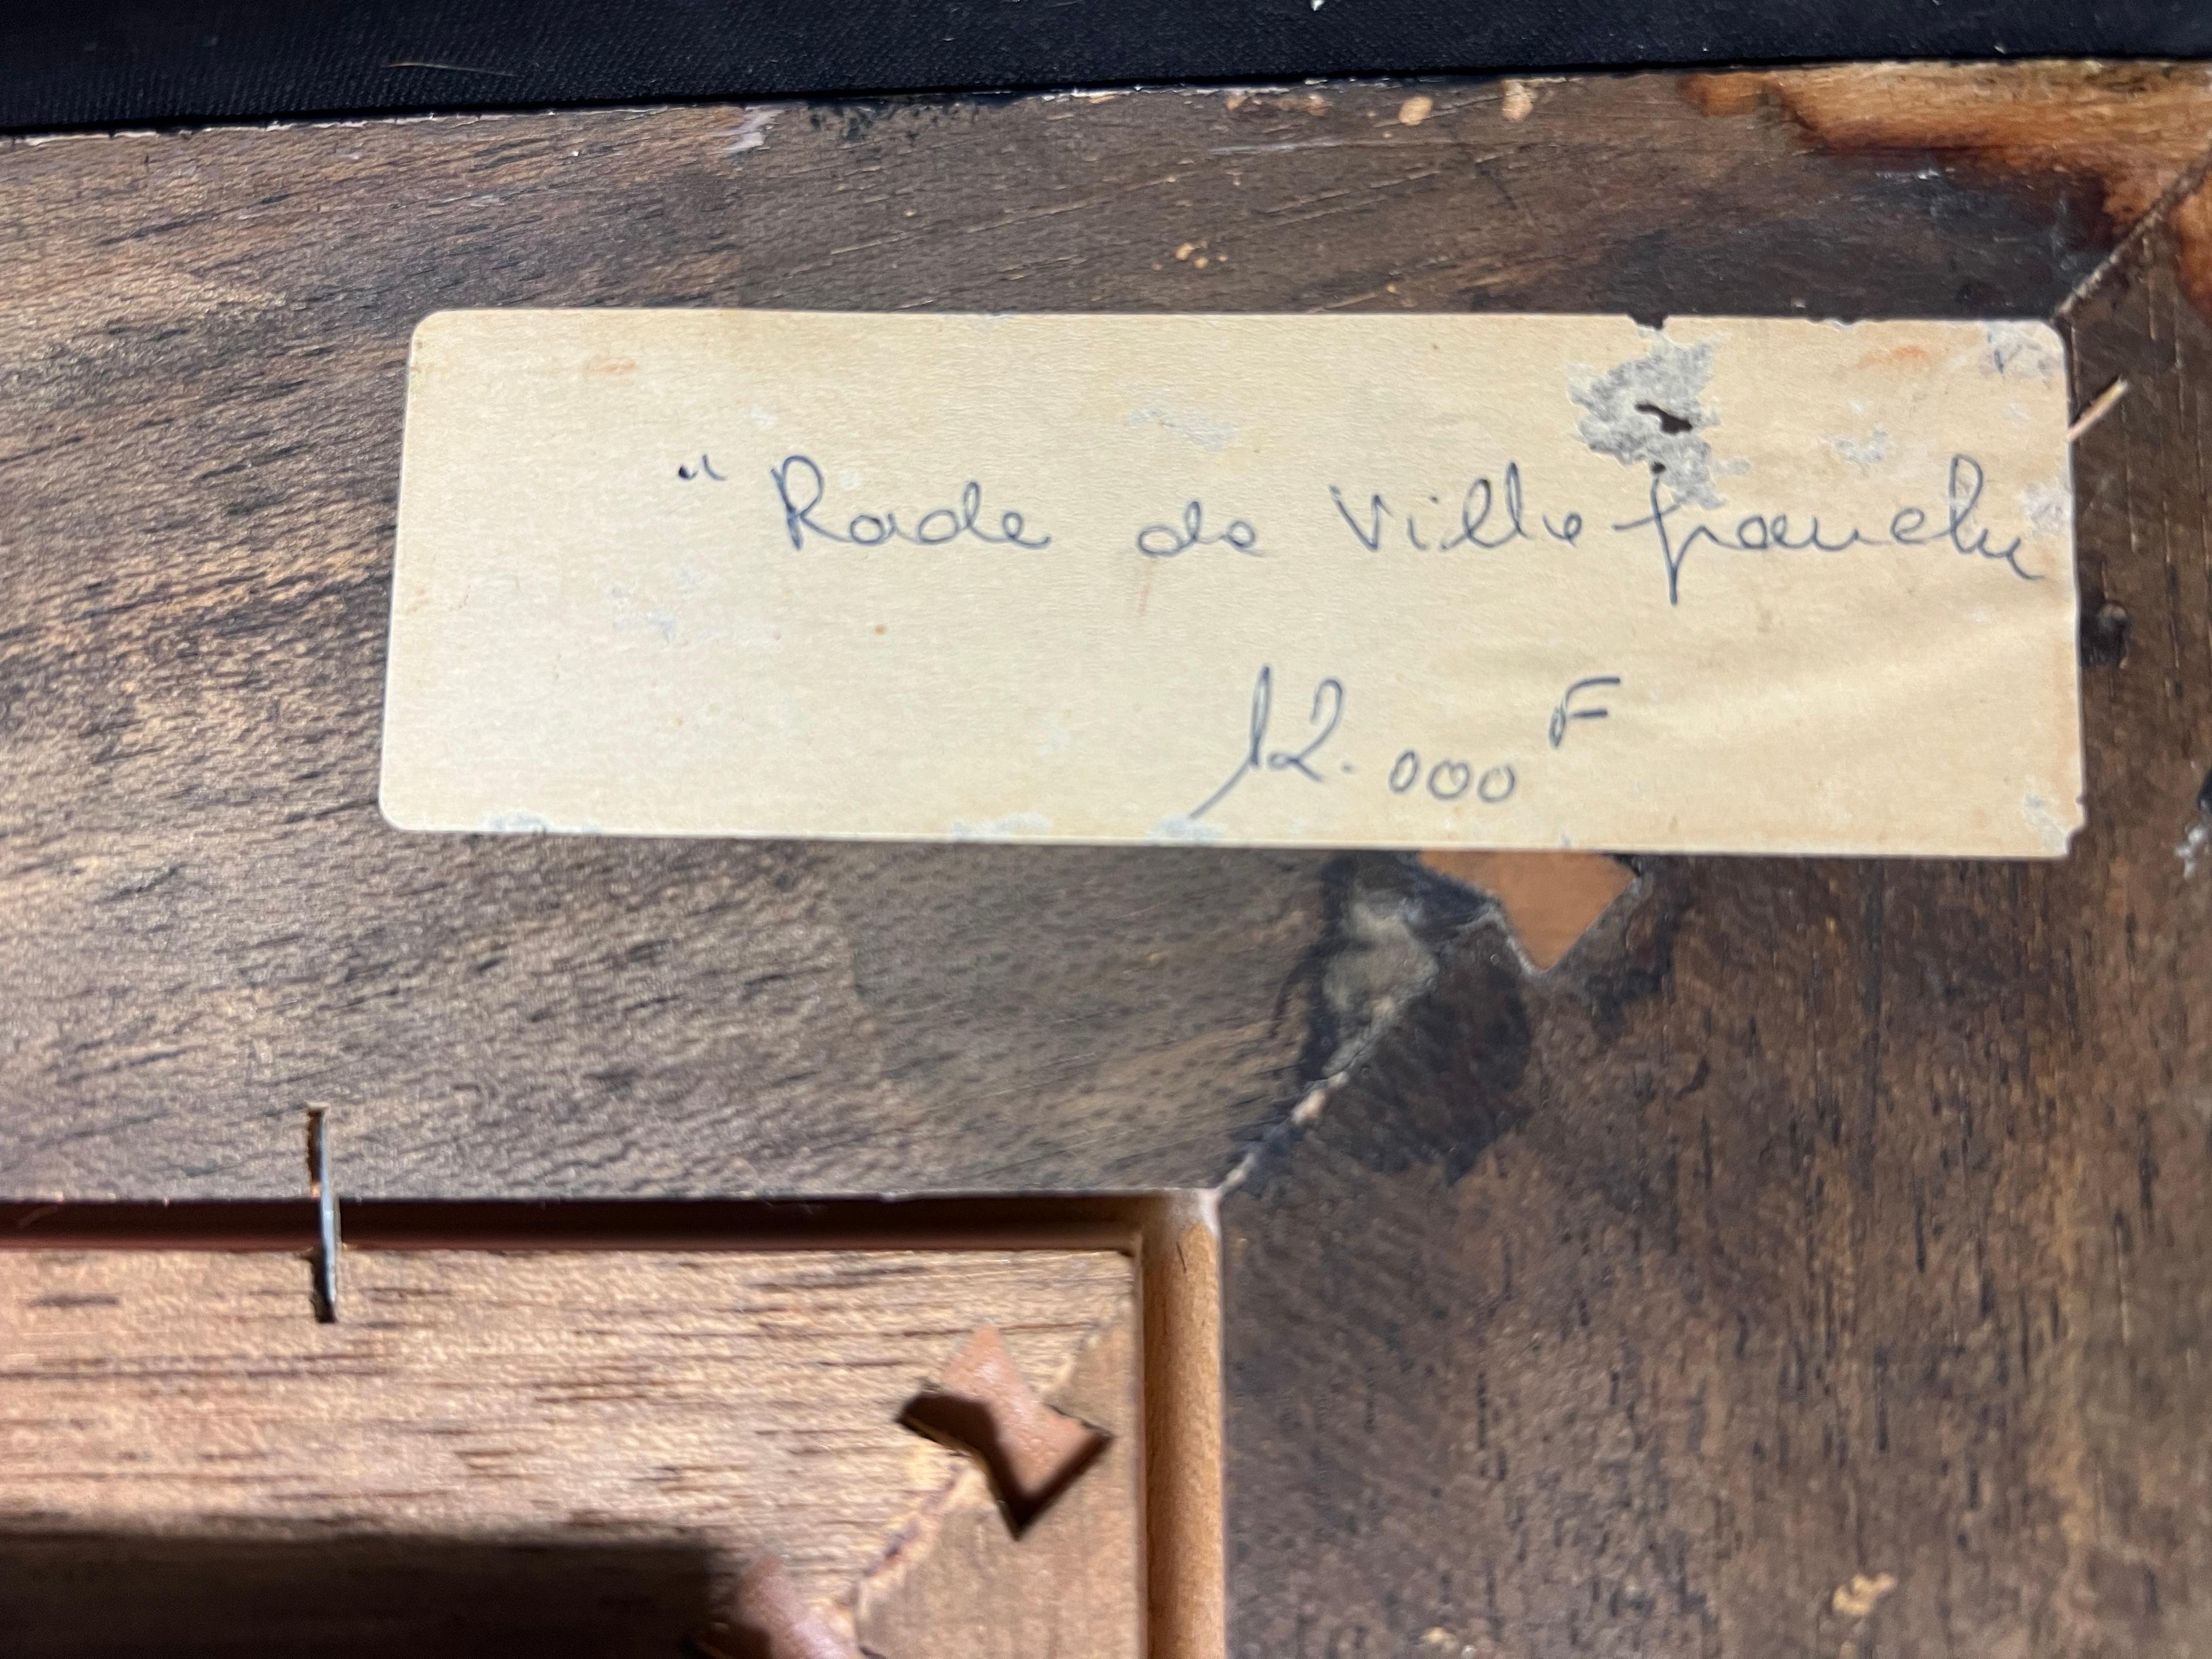 " Rade de Villefranche
12.000 F